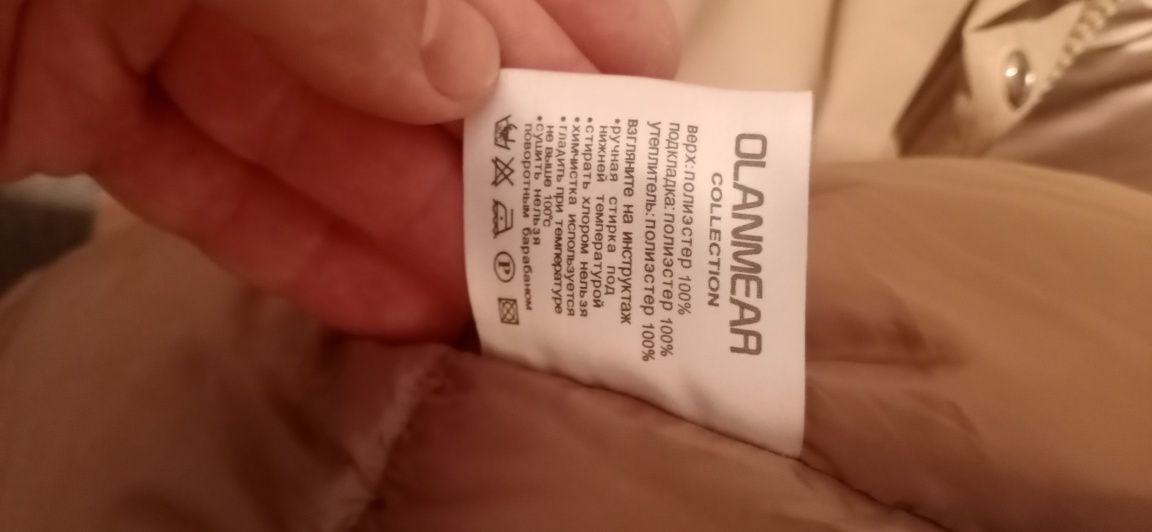 OLANMEAR
COLLECTION
верх:полиэстер 100%
подкладка:полиэстер 100%
утеплитель:полиэстер 100%
взгляните на инструктаж
•ручная стирка под
нижней температурой
•стирать хлором нельзя
•химчистка используется
•гладить при температуре
не выше 100°c
•сушить нельзя
поворотным барабаном
P